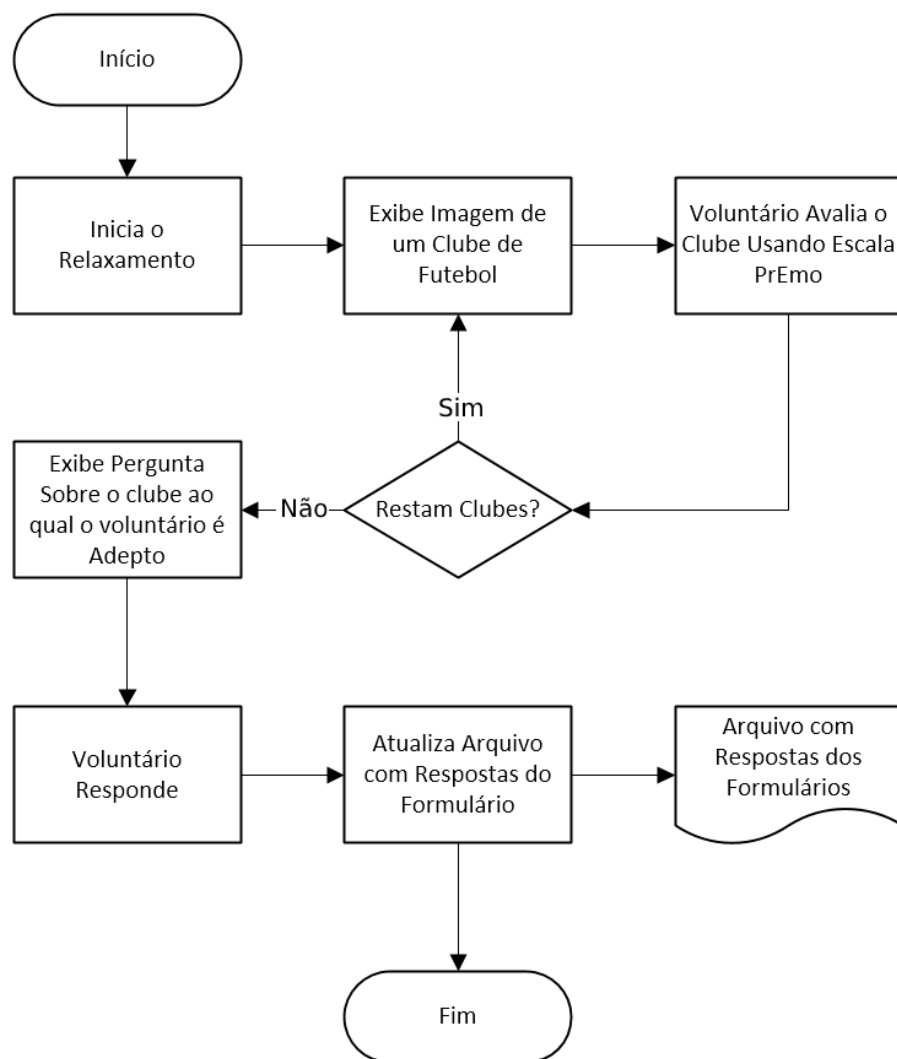 Início
Inicia o
Relaxamento
Exibe Imagem de
um Clube de
Futebol
Voluntário Avalia o
Clube Usando Escala
PrEmo
Sim
Restam Clubes?
Não
Exibe Pergunta
Sobre o clube ao
qual o voluntário é
Adepto
Voluntário
Responde
Atualiza Arquivo
com Respostas do
Formulário
Arquivo com
Respostas dos
Formulários
Fim